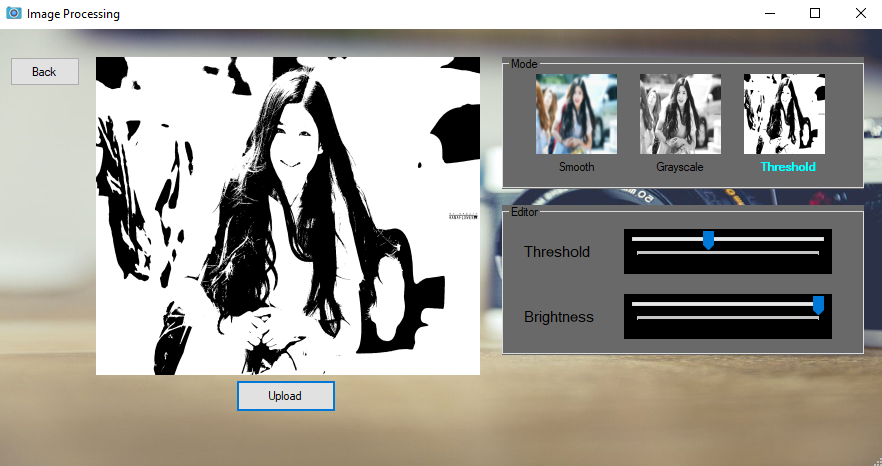 Image Processing
Back
Mode
Smooth
Grayscale
Threshold
Editor
Threshold
Brightness
Upload